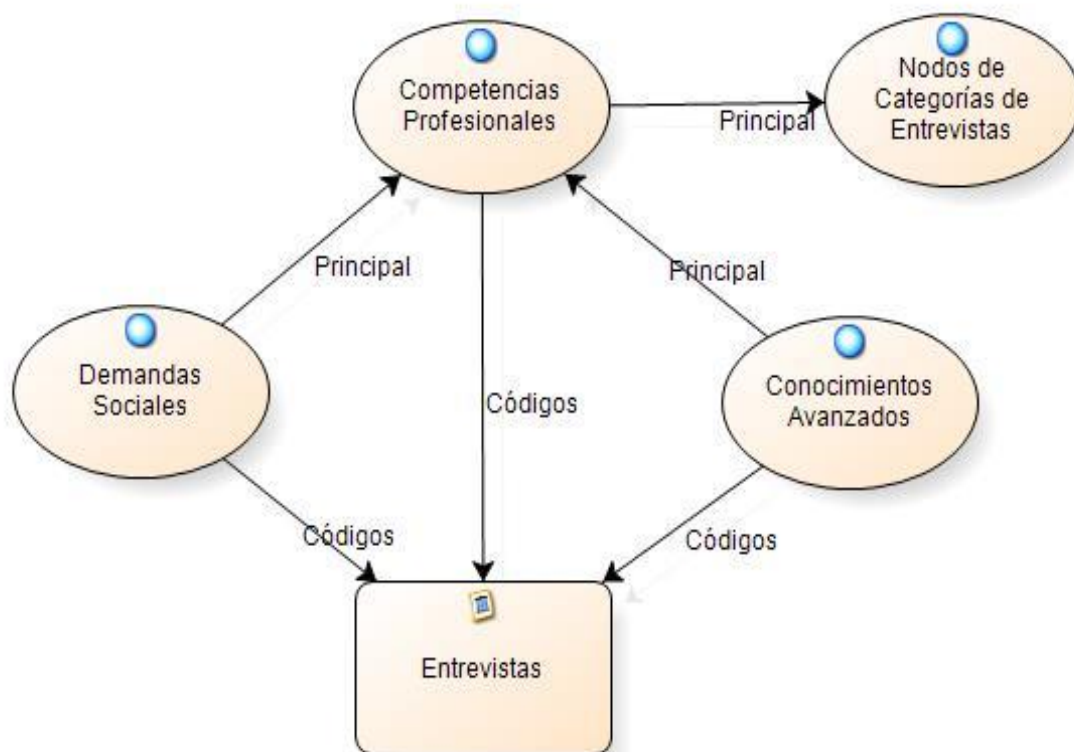 Competencias
Profesionales
Nodos de
Categorías de
Entrevistas
Principal
Principal
Principal
Demandas
Sociales
Códigos
Conocimientos
Avanzados
Códigos
Códigos
Entrevistas